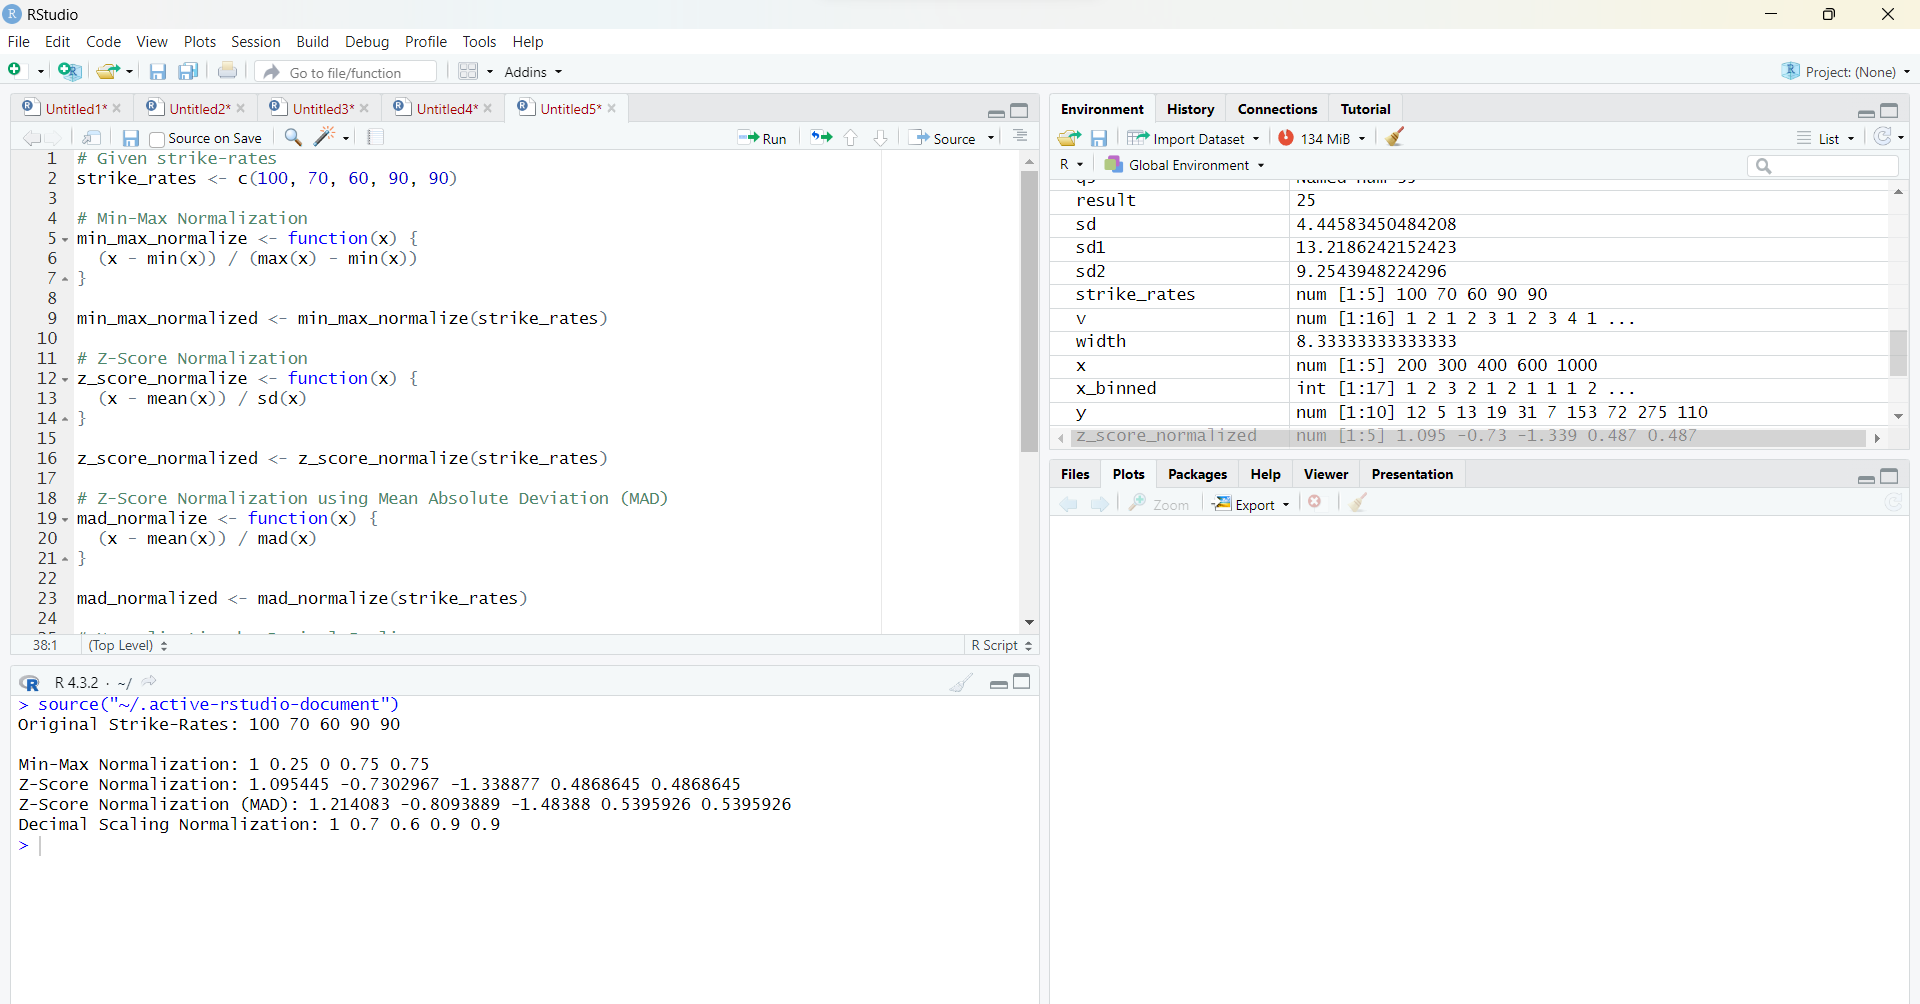 RStudio
File Edit Code View Plots Session Build Debug Profile Tools Help
Go to file/function Addins Project: (None)
Untitled1* Untitled2* Untitled3* Untitled4* Untitled5*
Source on Save Run Source
1 # Given strike-rates
2 strike_rates <- c(100, 70, 60, 90, 90)
3
4 # Min-Max Normalization
5 min_max_normalize <- function(x) {
6 (x - min(x)) / (max(x) - min(x))
7 }
8
9 min_max_normalized <- min_max_normalize(strike_rates)
10
11 # Z-Score Normalization
12 z_score_normalize <- function(x) {
13 (x - mean(x)) / sd(x)
14 }
15
16 z_score_normalized <- z_score_normalize(strike_rates)
17
18 # Z-Score Normalization using Mean Absolute Deviation (MAD)
19 mad_normalize <- function(x) {
20 (x - mean(x)) / mad(x)
21 }
22
23 mad_normalized <- mad_normalize(strike_rates)
24
38:1 (Top Level) R Script
R 4.3.2 · ~/
> source("~/.active-rstudio-document")
Original Strike-Rates: 100 70 60 90 90
Min-Max Normalization: 1 0.25 0 0.75 0.75
Z-Score Normalization: 1.095445 -0.7302967 -1.338877 0.4868645 0.4868645
Z-Score Normalization (MAD): 1.214083 -0.8093889 -1.48388 0.5395926 0.5395926
Decimal Scaling Normalization: 1 0.7 0.6 0.9 0.9
>
Environment History Connections Tutorial
Import Dataset 134 MiB List
R Global Environment
result 25
sd 4.44583450484208
sd1 13.2186242152423
sd2 9.2543948224296
strike_rates num [1:5] 100 70 60 90 90
v num [1:16] 1 2 1 2 3 1 2 3 4 1 ...
width 8.33333333333333
x num [1:5] 200 300 400 600 1000
x_binned int [1:17] 1 2 3 2 1 2 1 1 1 2 ...
y num [1:10] 12 5 13 19 31 7 153 72 275 110
z_score_normalized num [1:5] 1.095 -0.73 -1.339 0.487 0.487
Files Plots Packages Help Viewer Presentation
Zoom Export